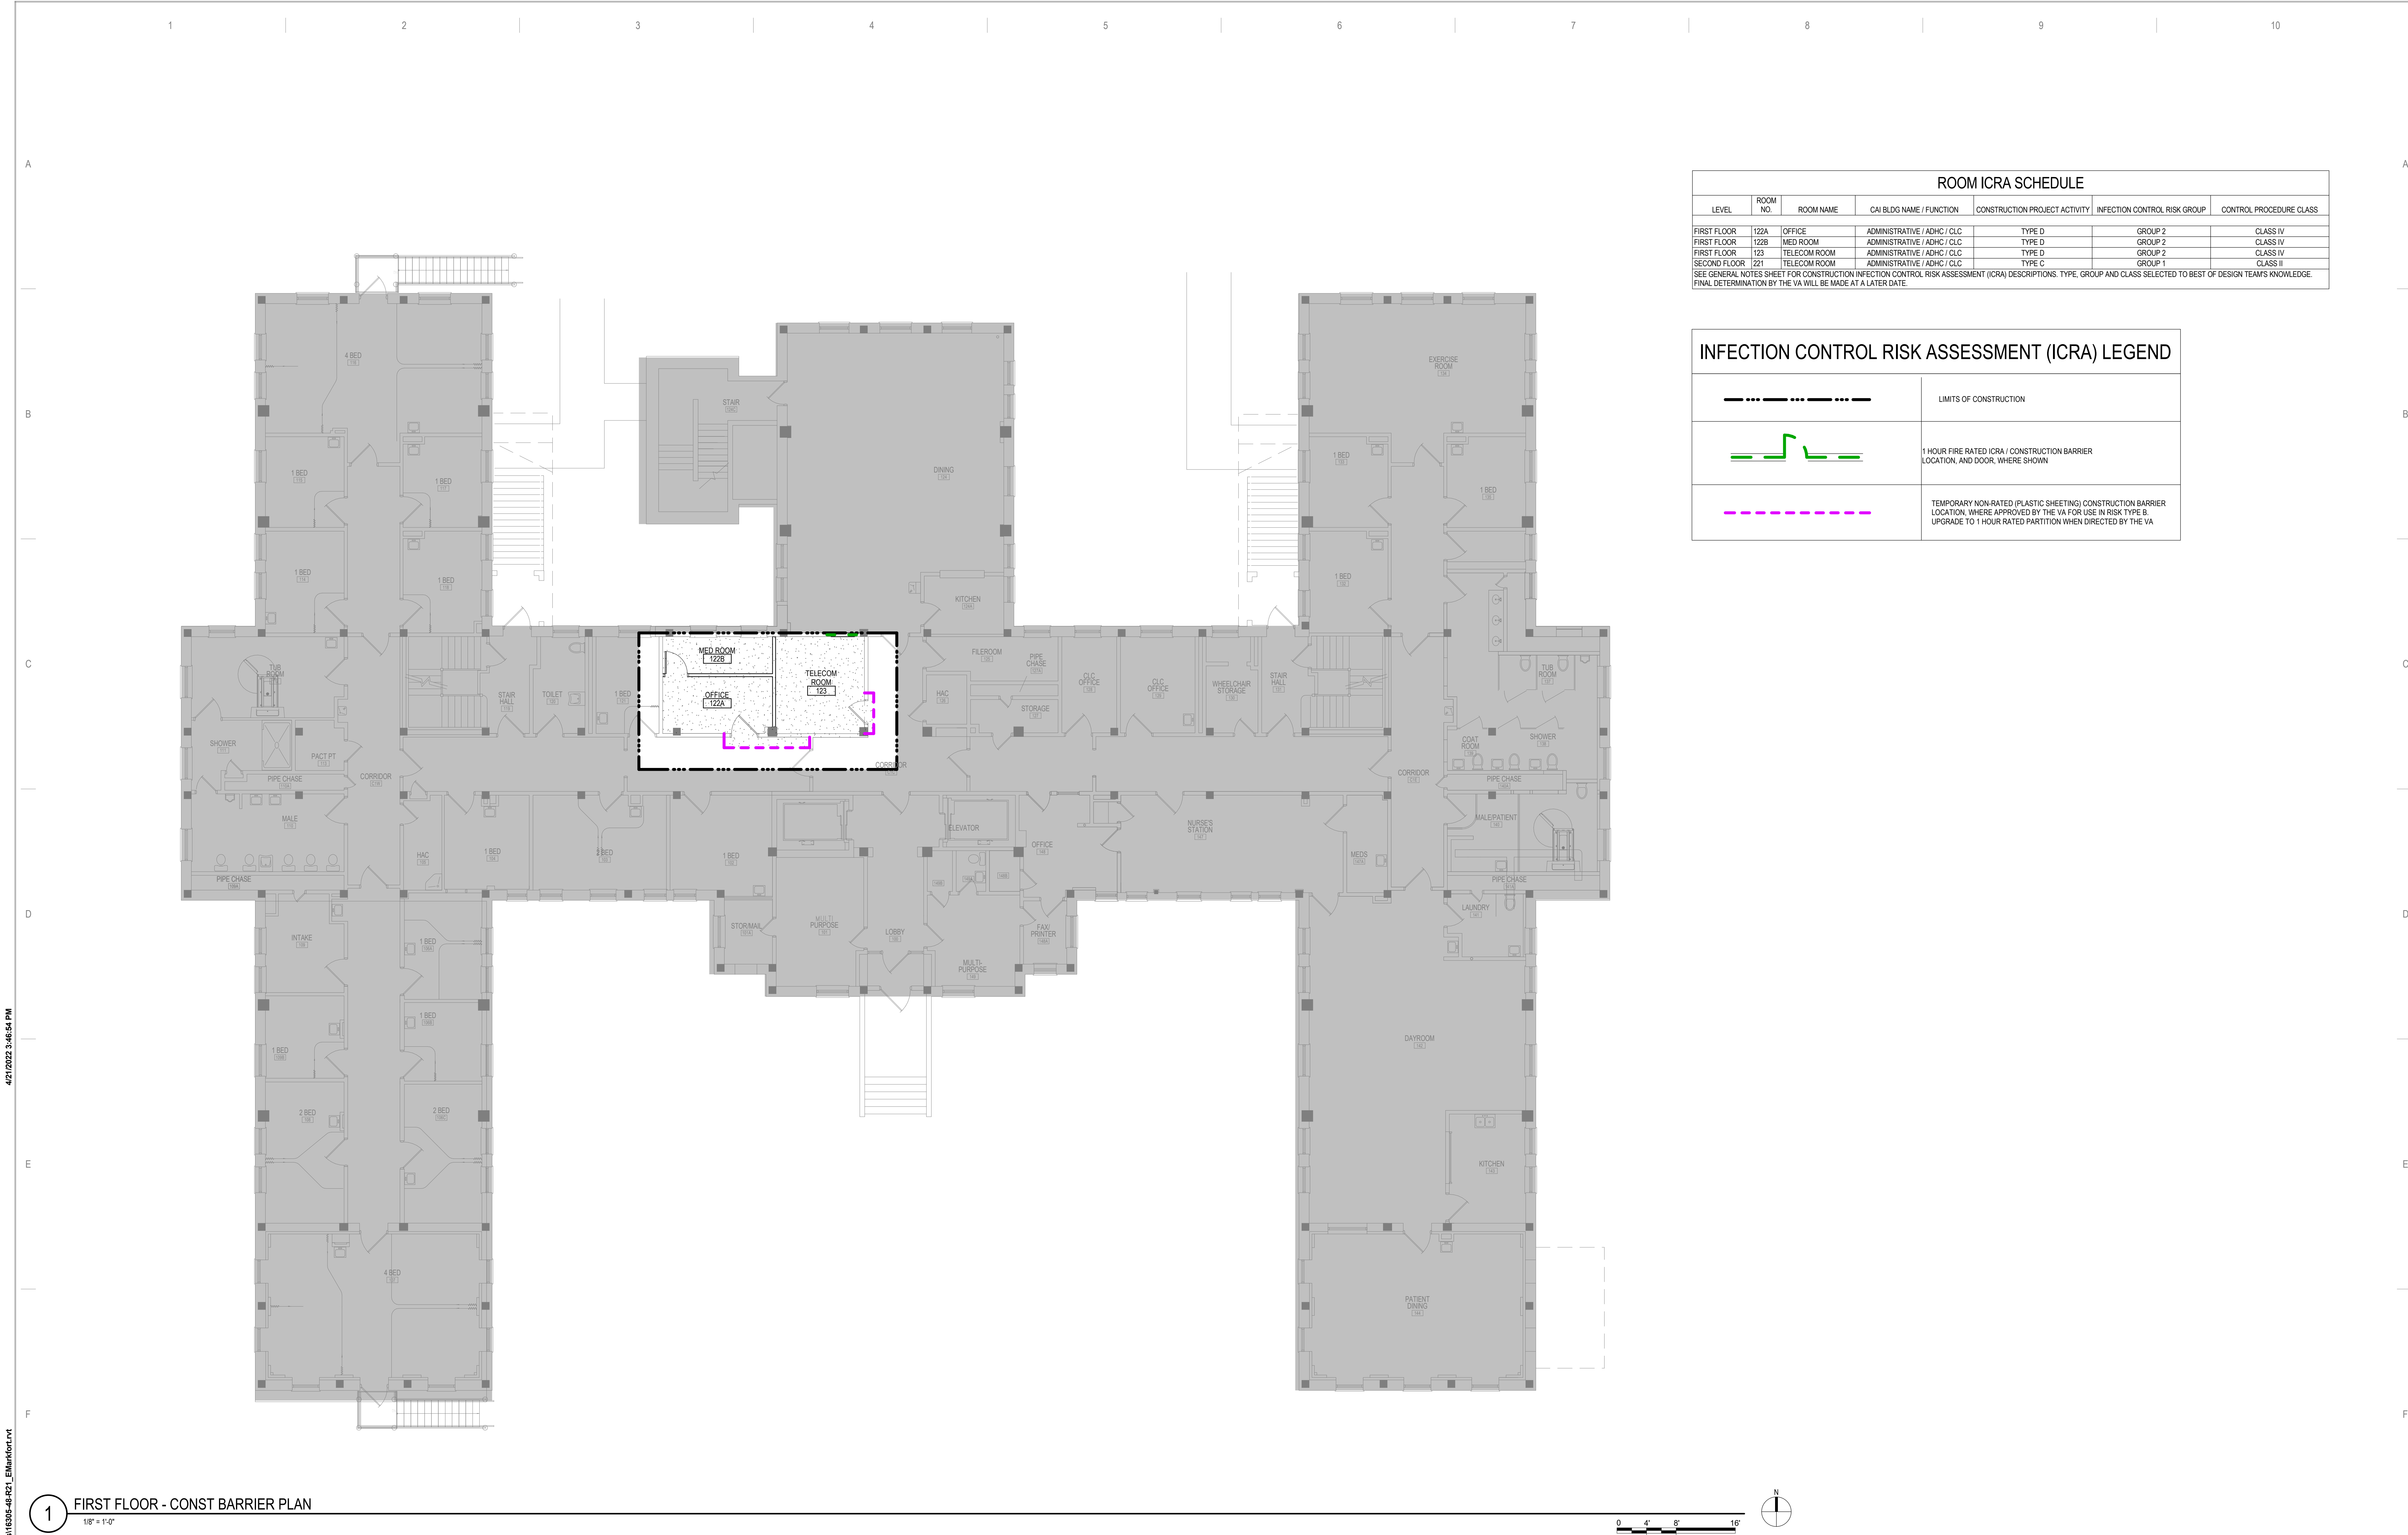 1 2 3 4 5 6 7 8 9 10
A
A
B
B
C
C
D
D
E
E
F
F
ROOM ICRA SCHEDULE
LEVEL ROOM NO. ROOM NAME CAI BLDG NAME / FUNCTION CONSTRUCTION PROJECT ACTIVITY INFECTION CONTROL RISK GROUP CONTROL PROCEDURE CLASS
FIRST FLOOR 122A OFFICE ADMINISTRATIVE / ADHC / CLC TYPE D GROUP 2 CLASS IV
FIRST FLOOR 122B MED ROOM ADMINISTRATIVE / ADHC / CLC TYPE D GROUP 2 CLASS IV
FIRST FLOOR 123 TELECOM ROOM ADMINISTRATIVE / ADHC / CLC TYPE D GROUP 2 CLASS IV
SECOND FLOOR 221 TELECOM ROOM ADMINISTRATIVE / ADHC / CLC TYPE C GROUP 1 CLASS II
SEE GENERAL NOTES SHEET FOR CONSTRUCTION INFECTION CONTROL RISK ASSESSMENT (ICRA) DESCRIPTIONS. TYPE, GROUP AND CLASS SELECTED TO BEST OF DESIGN TEAM'S KNOWLEDGE.
FINAL DETERMINATION BY THE VA WILL BE MADE AT A LATER DATE.
INFECTION CONTROL RISK ASSESSMENT (ICRA) LEGEND
LIMITS OF CONSTRUCTION
1 HOUR FIRE RATED ICRA / CONSTRUCTION BARRIER
LOCATION, AND DOOR, WHERE SHOWN
TEMPORARY NON-RATED (PLASTIC SHEETING) CONSTRUCTION BARRIER
LOCATION, WHERE APPROVED BY THE VA FOR USE IN RISK TYPE B.
UPGRADE TO 1 HOUR RATED PARTITION WHEN DIRECTED BY THE VA
4 BED
EXERCISE
ROOM
STAIR
DINING
1 BED
1 BED
1 BED
1 BED
1 BED
1 BED
1 BED
1 BED
KITCHEN
MED ROOM
122B
OFFICE
122A
TELECOM
ROOM
123
TUB
ROOM
STAIR
HALL
TOILET
1 BED
FILEROOM
PIPE
CHASE
HAC
STORAGE
CLC
OFFICE
CLC
OFFICE
WHEELCHAIR
STORAGE
STAIR
HALL
TUB
ROOM
SHOWER
PACT PT
PIPE CHASE
CORRIDOR
CORRIDOR
CORRIDOR
COAT
ROOM
SHOWER
PIPE CHASE
MALE
HAC
1 BED
2 BED
1 BED
ELEVATOR
OFFICE
NURSE'S
STATION
MEDS
MALE/PATIENT
PIPE CHASE
PIPE CHASE
INTAKE
1 BED
STOR/MAIL
MULTI
PURPOSE
LOBBY
MULTI-
PURPOSE
FAX/
PRINTER
LAUNDRY
1 BED
1 BED
DAYROOM
2 BED
2 BED
KITCHEN
4 BED
PATIENT
DINING
4/21/2022 3:46:54 PM
16305-48-R21_EMarkfort.rvt
1
FIRST FLOOR - CONST BARRIER PLAN
1/8" = 1'-0"
0 4' 8' 16'
N